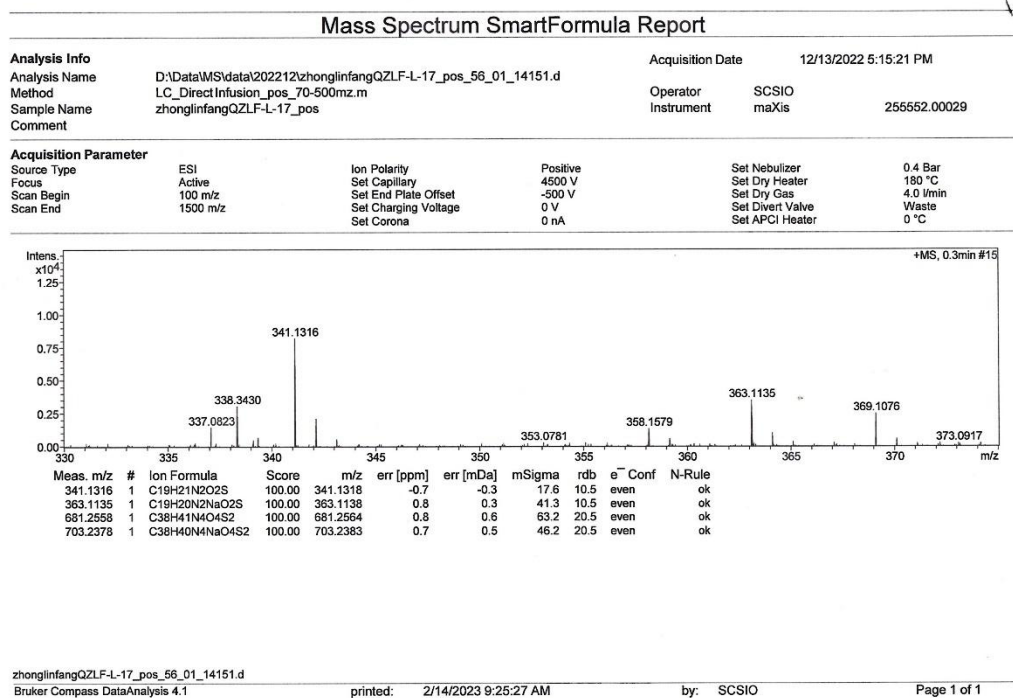 Mass Spectrum SmartFormula Report
Analysis Info Acquisition Date 12/13/2022 5:15:21 PM
Analysis Name D:\Data\MS\data\202212\zhonglinfangQZLF-L-17_pos_56_01_14151.d
Method LC_Direct Infusion_pos_70-500mz.m Operator SCSIO
Sample Name zhonglinfangQZLF-L-17_pos Instrument maXis 255552.00029
Comment
Acquisition Parameter
Source Type ESI Ion Polarity Positive Set Nebulizer 0.4 Bar
Focus Active Set Capillary 4500 V Set Dry Heater 180 °C
Scan Begin 100 m/z Set End Plate Offset -500 V Set Dry Gas 4.0 l/min
Scan End 1500 m/z Set Charging Voltage 0 V Set Divert Valve Waste
Set Corona 0 nA Set APCI Heater 0 °C
Intens. +MS, 0.3min #15
x10⁴
1.25
1.00
341.1316
0.75
0.50
338.3430 363.1135
0.25 337.0823 353.0781 358.1579 369.1076 373.0917
0.00
330 335 340 345 350 355 360 365 370 m/z
Meas. m/z # Ion Formula Score m/z err [ppm] err [mDa] mSigma rdb e⁻ Conf N-Rule
341.1316 1 C19H21N2O2S 100.00 341.1318 -0.7 -0.3 17.6 10.5 even ok
363.1135 1 C19H20N2NaO2S 100.00 363.1138 0.8 0.3 41.3 10.5 even ok
681.2558 1 C38H41N4O4S2 100.00 681.2564 0.8 0.6 63.2 20.5 even ok
703.2378 1 C38H40N4NaO4S2 100.00 703.2383 0.7 0.5 46.2 20.5 even ok
zhonglinfangQZLF-L-17_pos_56_01_14151.d
Bruker Compass DataAnalysis 4.1 printed: 2/14/2023 9:25:27 AM by: SCSIO Page 1 of 1